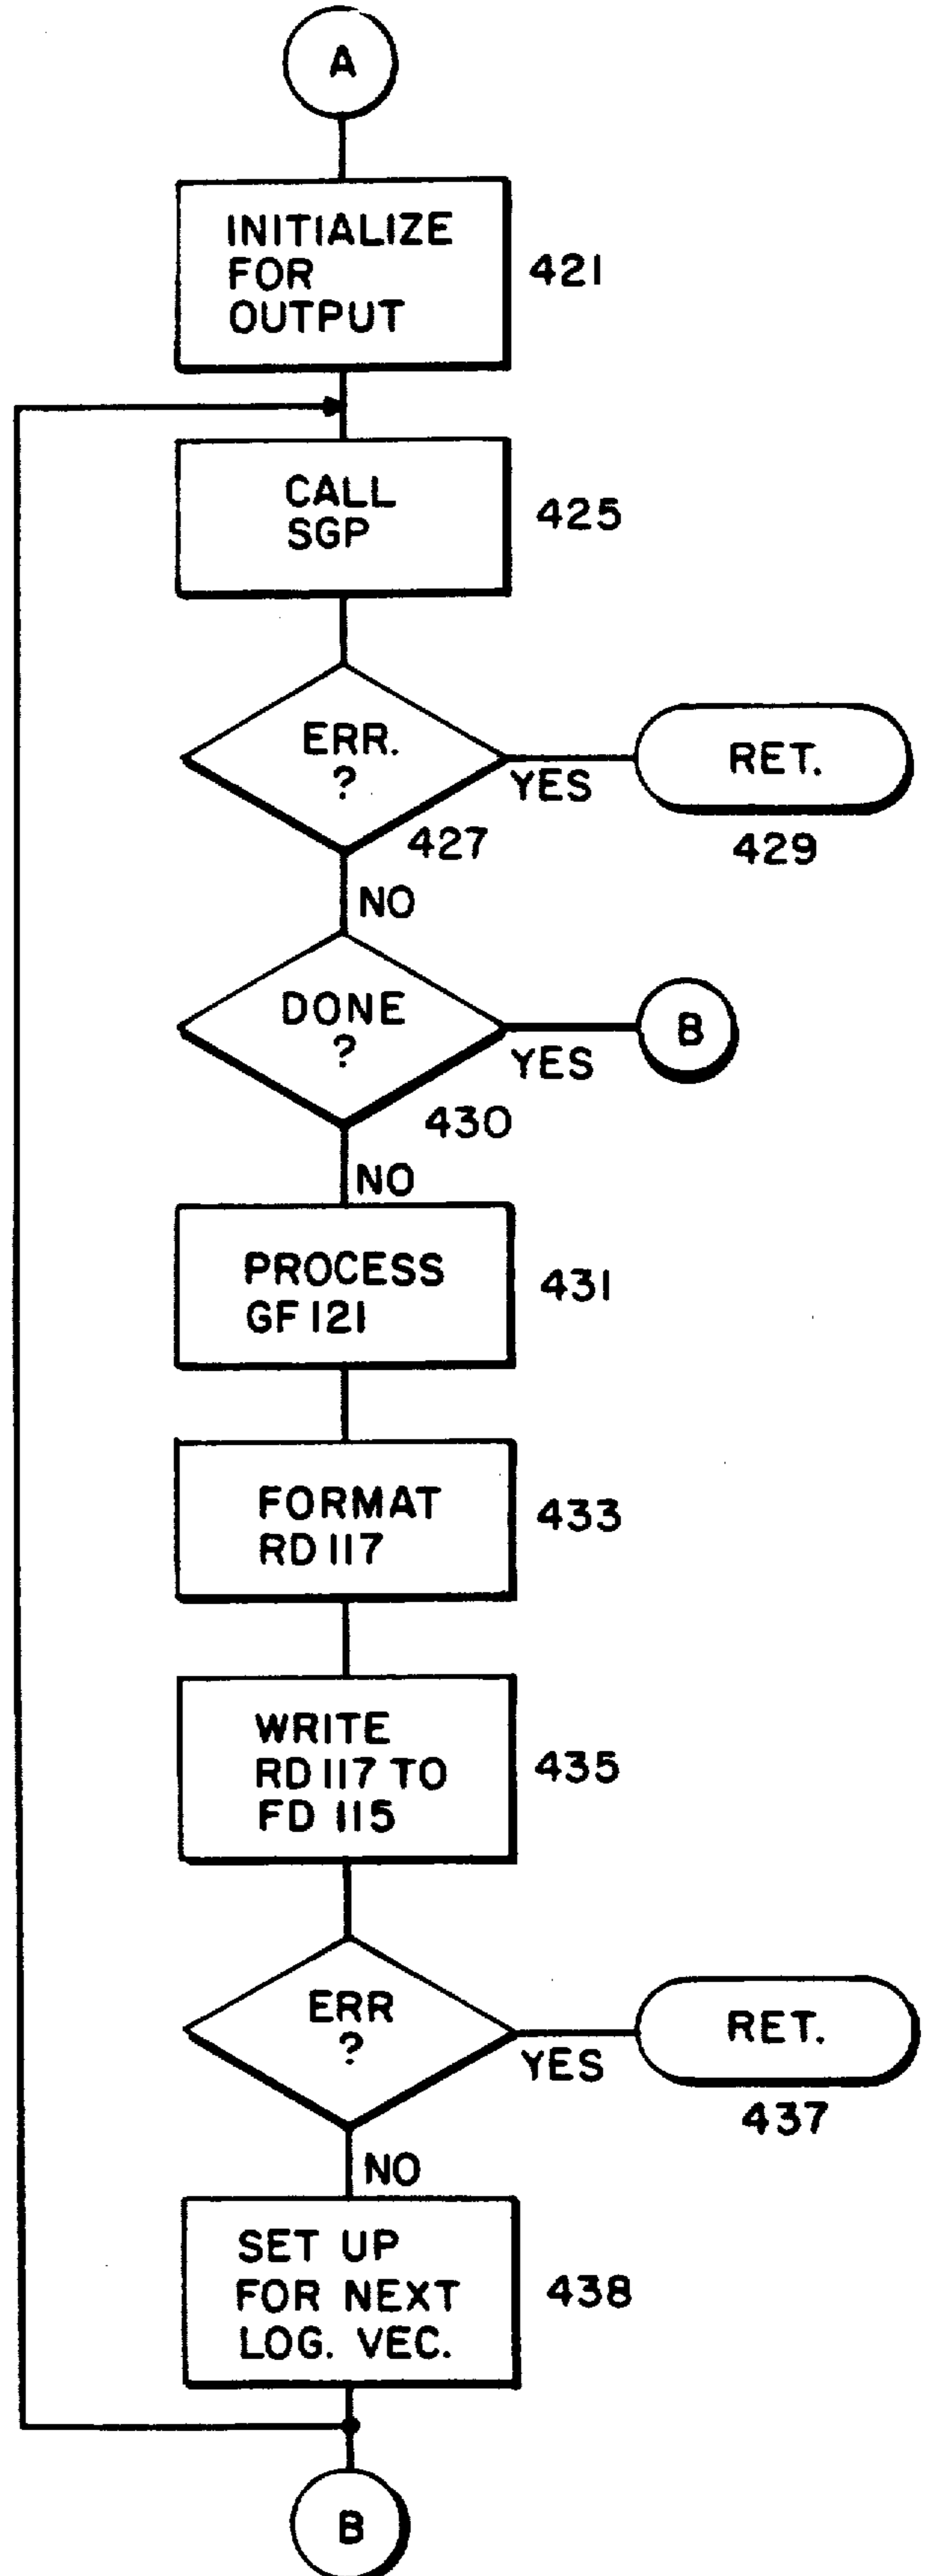 A
INITIALIZE
FOR
OUTPUT
421
CALL
SGP
425
ERR.
?
YES
RET.
427
429
NO
DONE
?
YES
B
430
NO
PROCESS
GF 121
431
FORMAT
RD 117
433
WRITE
RD 117 TO
FD 115
435
ERR
?
YES
RET.
437
NO
SET UP
FOR NEXT
LOG. VEC.
438
B